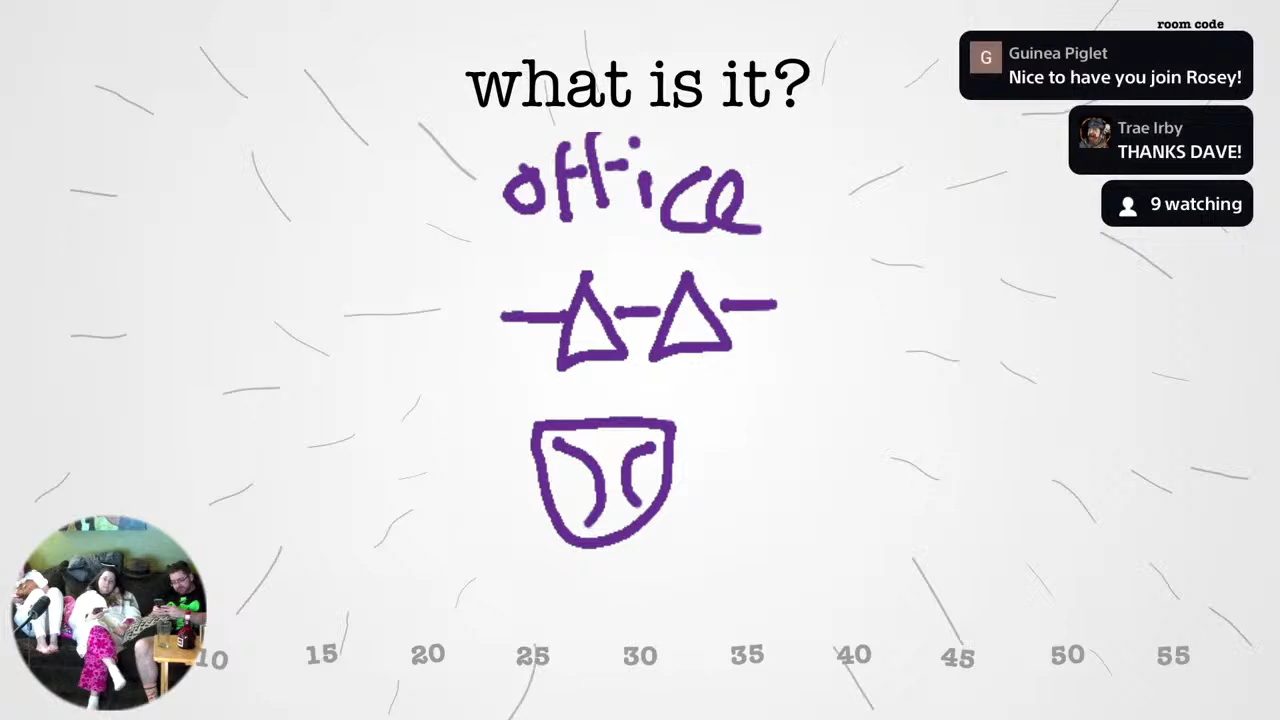 room code
what is it?
office
G
Guinea Piglet
Nice to have you join Rosey!
Trae Irby
THANKS DAVE!
9 watching
10 15 20 25 30 35 40 45 50 55